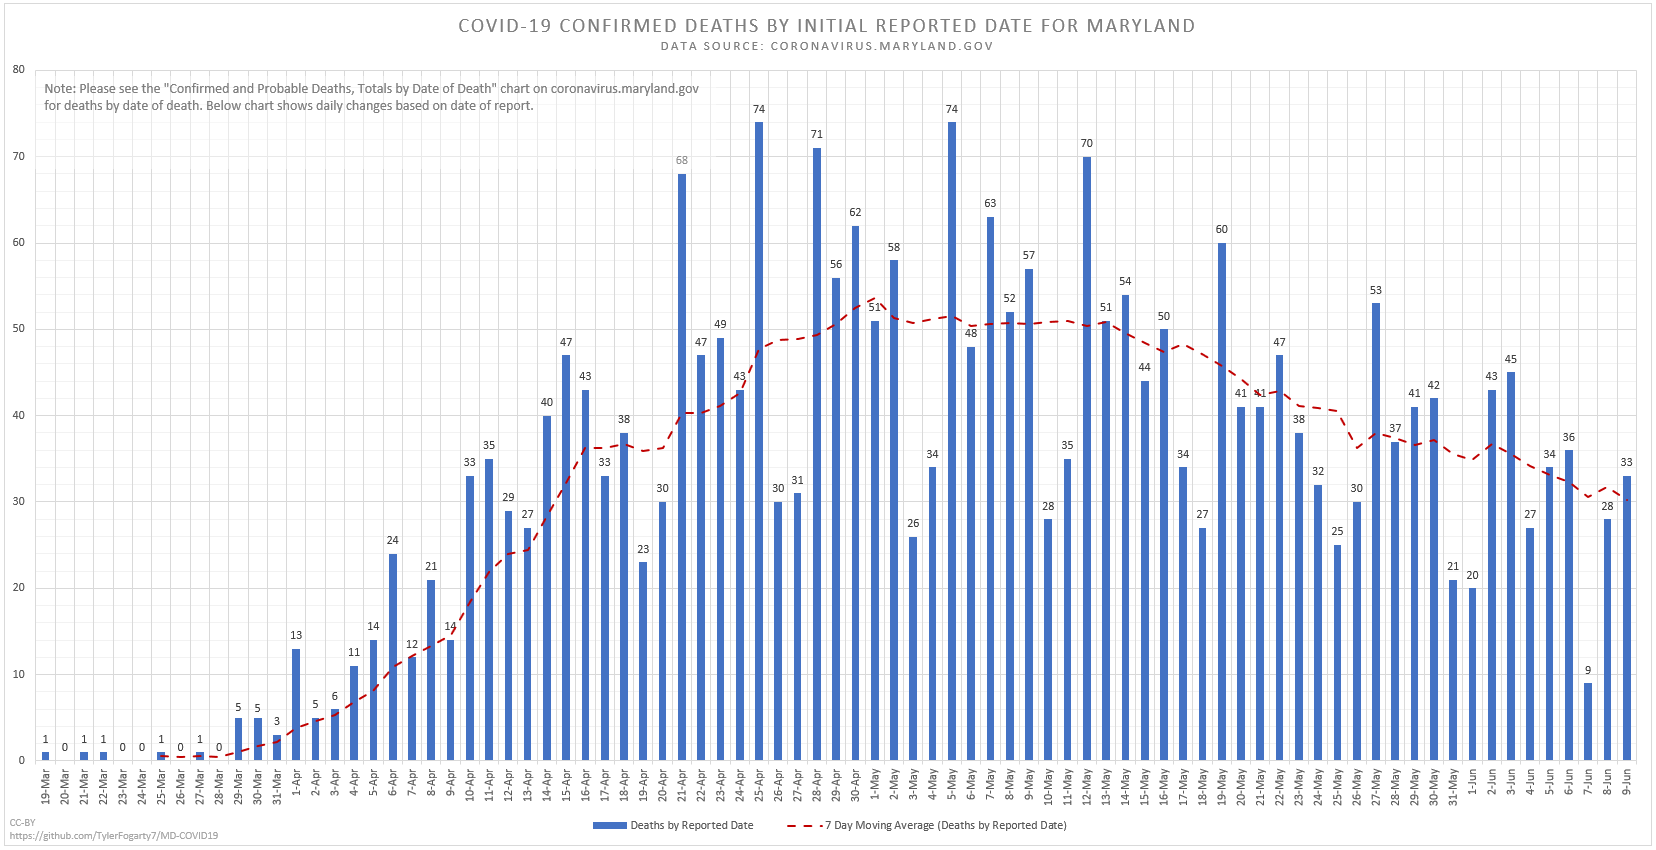 COVID-19 CONFIRMED DEATHS BY INITIAL REPORTED DATE FOR MARYLAND
DATA SOURCE: CORONAVIRUS.MARYLAND.GOV
Note: Please see the "Confirmed and Probable Deaths, Totals by Date of Death" chart on coronavirus.maryland.gov
for deaths by date of death. Below chart shows daily changes based on date of report.
80
70
60
50
40
30
20
10
0
1 0 1 1 0 0 1 0 1 0 5 5 3 13 5 6 11 14 24 12 21 14 33 35 29 27 40 47 43 33 38 23 30 68 47 49 43 74 30 31 71 56 62 51 58 26 34 74 48 63 52 57 28 35 70 51 54 44 50 34 27 60 41 41 47 38 32 25 30 53 37 41 42 21 20 43 45 27 34 36 9 28 33
19-Mar 20-Mar 21-Mar 22-Mar 23-Mar 24-Mar 25-Mar 26-Mar 27-Mar 28-Mar 29-Mar 30-Mar 31-Mar 1-Apr 2-Apr 3-Apr 4-Apr 5-Apr 6-Apr 7-Apr 8-Apr 9-Apr 10-Apr 11-Apr 12-Apr 13-Apr 14-Apr 15-Apr 16-Apr 17-Apr 18-Apr 19-Apr 20-Apr 21-Apr 22-Apr 23-Apr 24-Apr 25-Apr 26-Apr 27-Apr 28-Apr 29-Apr 30-Apr 1-May 2-May 3-May 4-May 5-May 6-May 7-May 8-May 9-May 10-May 11-May 12-May 13-May 14-May 15-May 16-May 17-May 18-May 19-May 20-May 21-May 22-May 23-May 24-May 25-May 26-May 27-May 28-May 29-May 30-May 31-May 1-Jun 2-Jun 3-Jun 4-Jun 5-Jun 6-Jun 7-Jun 8-Jun 9-Jun
Deaths by Reported Date 7 Day Moving Average (Deaths by Reported Date)
CC-BY
https://github.com/TylerFogarty7/MD-COVID19